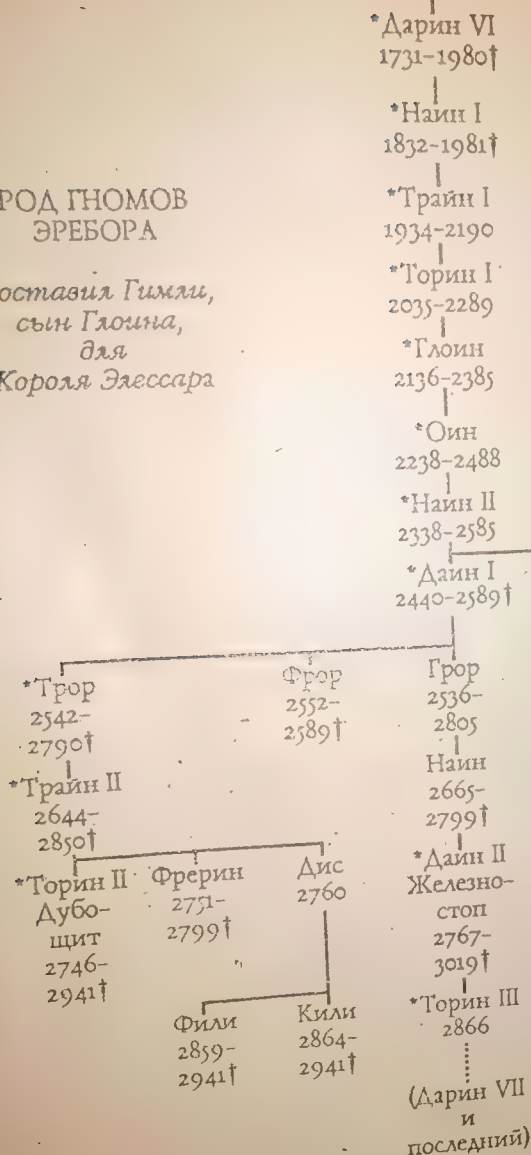 *Дарин VI
1731–1980†
*Наин I
1832–1981†
РОД ГНОМОВ
ЭРЕБОРА
*Трайн I
1934–2190
оставил Гимли,
сын Глоина,
для
Короля Элессара
*Торин I
2035–2289
*Глоин
2136–2385
*Оин
2238–2488
*Наин II
2338–2585
*Даин I
2440–2589†
*Трор
2542–
2790†
Фрор
2552–
2589†
Грор
2536–
2805
*Трайн II
2644–
2850†
Наин
2665–
2799†
*Торин II
Дубо-
щит
2746–
2941†
Фрерин
2751–
2799†
Дис
2760
*Даин II
Железно-
стоп
2767–
3019†
Фили
2859–
2941†
Кили
2864–
2941†
*Торин III
2866
(Дарин VII
и
последний)